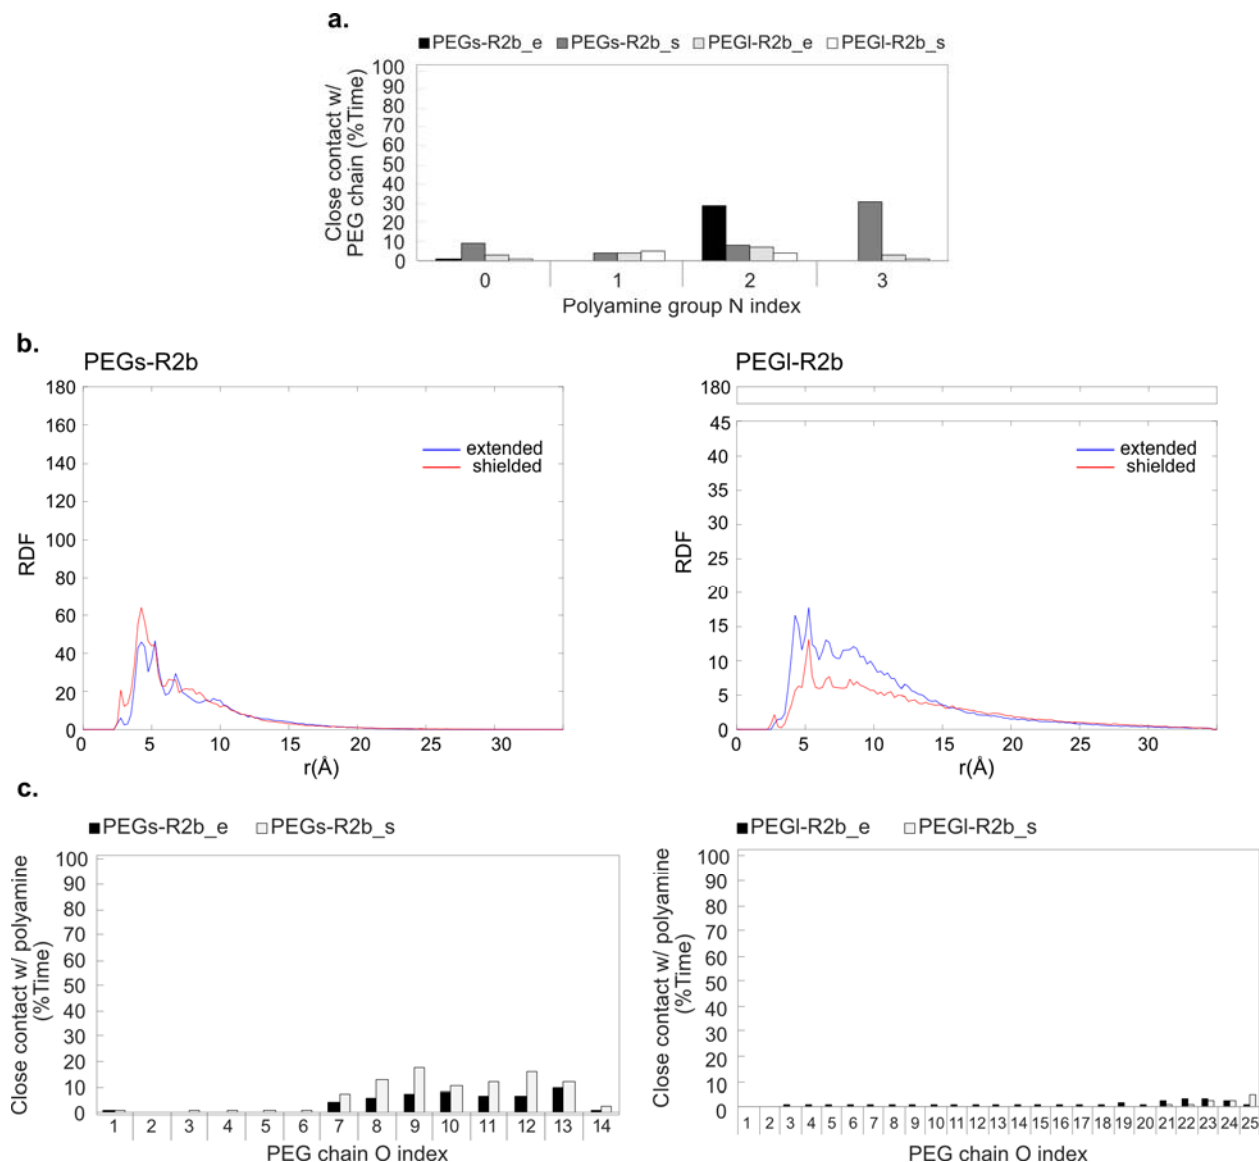 a.
PEGs-R2b_e PEGs-R2b_s PEGl-R2b_e PEGl-R2b_s
Close contact w/
PEG chain (%Time)
100
90
80
70
60
50
40
30
20
10
0
0 1 2 3
Polyamine group N index
b.
PEGs-R2b
180
160
140
120
100
80
60
40
20
0
RDF
extended
shielded
0 5 10 15 20 25 30
r(Å)
PEGl-R2b
180
45
40
35
30
25
20
15
10
5
0
RDF
extended
shielded
0 5 10 15 20 25 30
r(Å)
c.
PEGs-R2b_e PEGs-R2b_s
Close contact w/ polyamine
(%Time)
100
90
80
70
60
50
40
30
20
10
0
1 2 3 4 5 6 7 8 9 10 11 12 13 14
PEG chain O index
PEGl-R2b_e PEGl-R2b_s
Close contact w/ polyamine
(%Time)
100
90
80
70
60
50
40
30
20
10
0
1 2 3 4 5 6 7 8 9 10 11 12 13 14 15 16 17 18 19 20 21 22 23 24 25
PEG chain O index